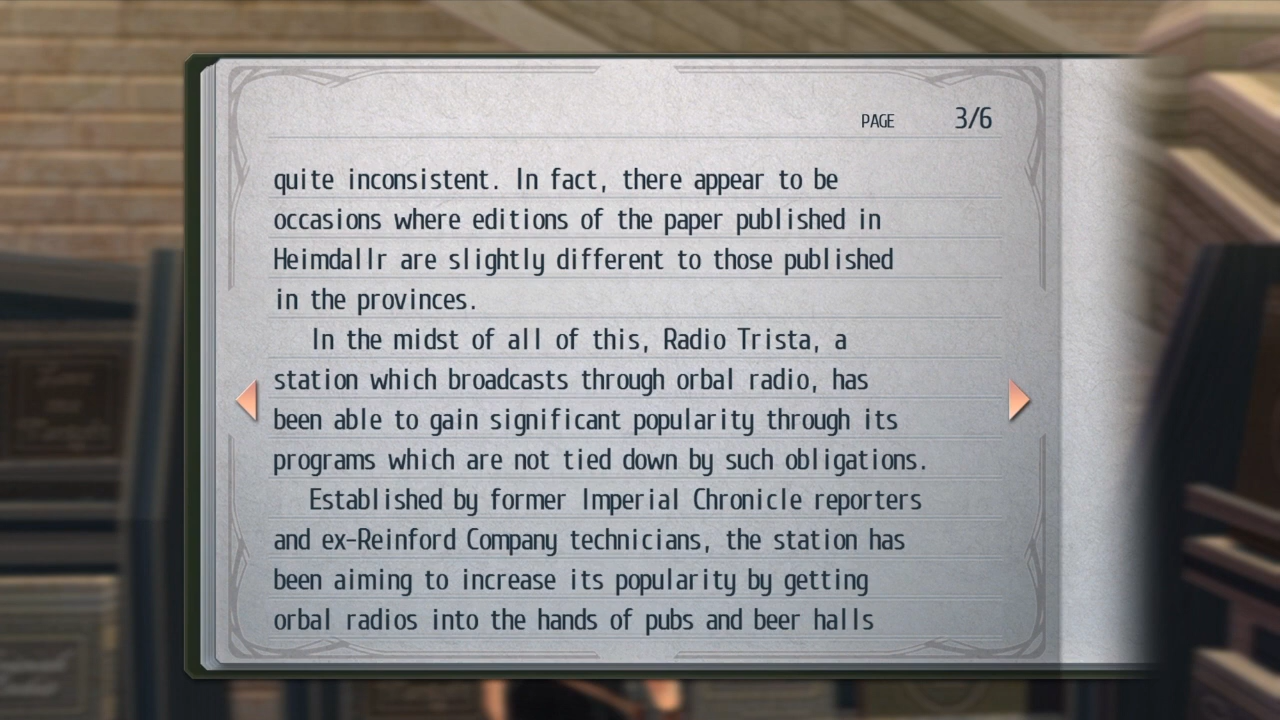 PAGE 3/6
quite inconsistent. In fact, there appear to be
occasions where editions of the paper published in
Heimdallr are slightly different to those published
in the provinces.
In the midst of all of this, Radio Trista, a
station which broadcasts through orbal radio, has
been able to gain significant popularity through its
programs which are not tied down by such obligations.
Established by former Imperial Chronicle reporters
and ex-Reinford Company technicians, the station has
been aiming to increase its popularity by getting
orbal radios into the hands of pubs and beer halls